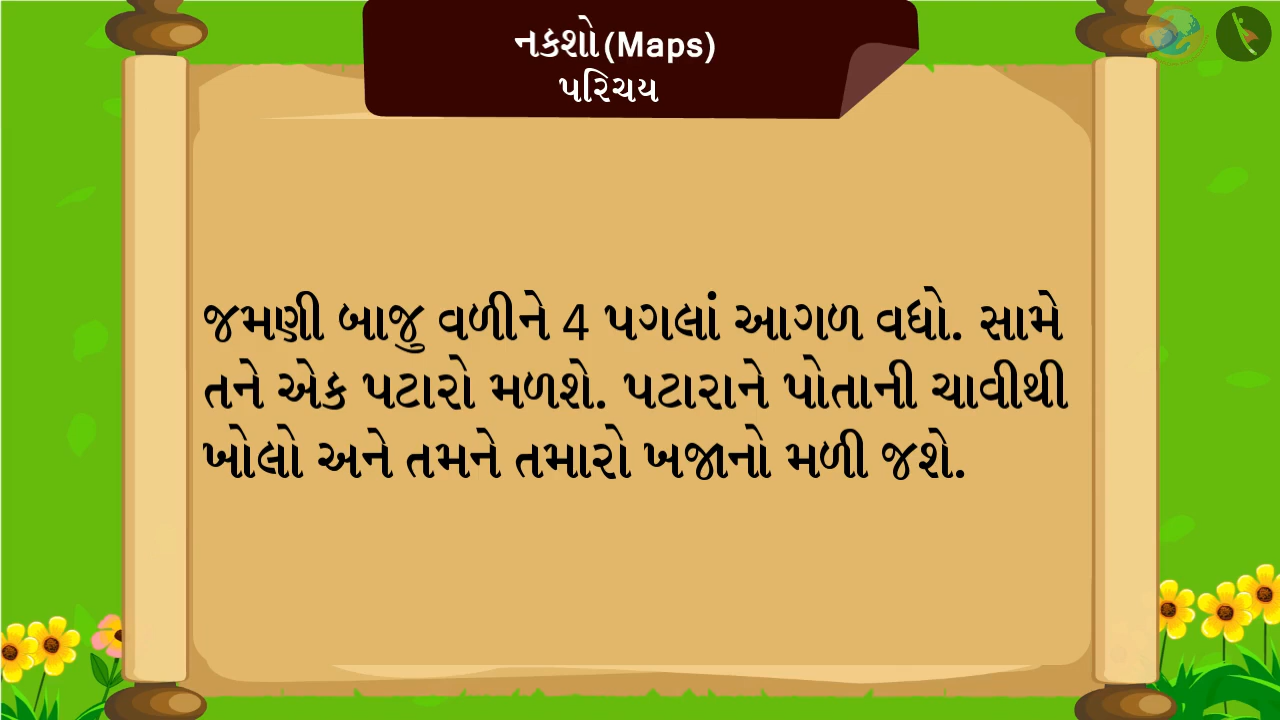 નકશો(Maps)
પરિચય
જમણી બાજુ વળીને 4 પગલાં આગળ વધો. સામે
તને એક પટારો મળશે. પટારાને પોતાની ચાવીથી
ખોલો અને તમને તમારો ખજાનો મળી જશે.